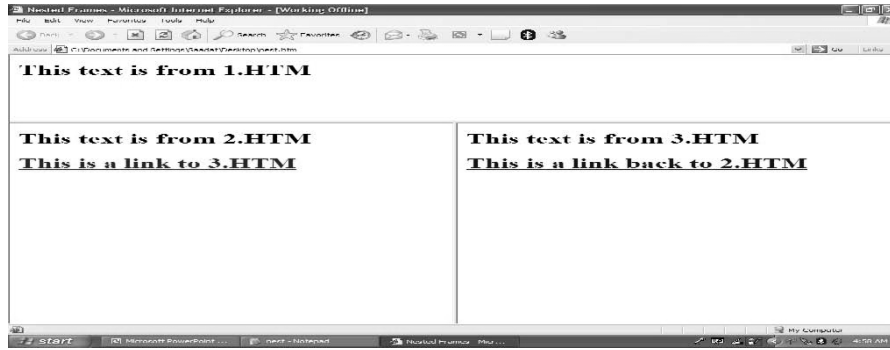 Nested Frames - Microsoft Internet Explorer - [Working Offline]
File Edit View Favorites Tools Help
Back Search Favorites
Address C:\Documents and Settings\Saadat\Desktop\nest.htm Go Links
This text is from 1.HTM
This text is from 2.HTM
This is a link to 3.HTM
This text is from 3.HTM
This is a link back to 2.HTM
My Computer
start Microsoft PowerPoint ... nest - Notepad Nested Frames - Micr... 4:58 AM